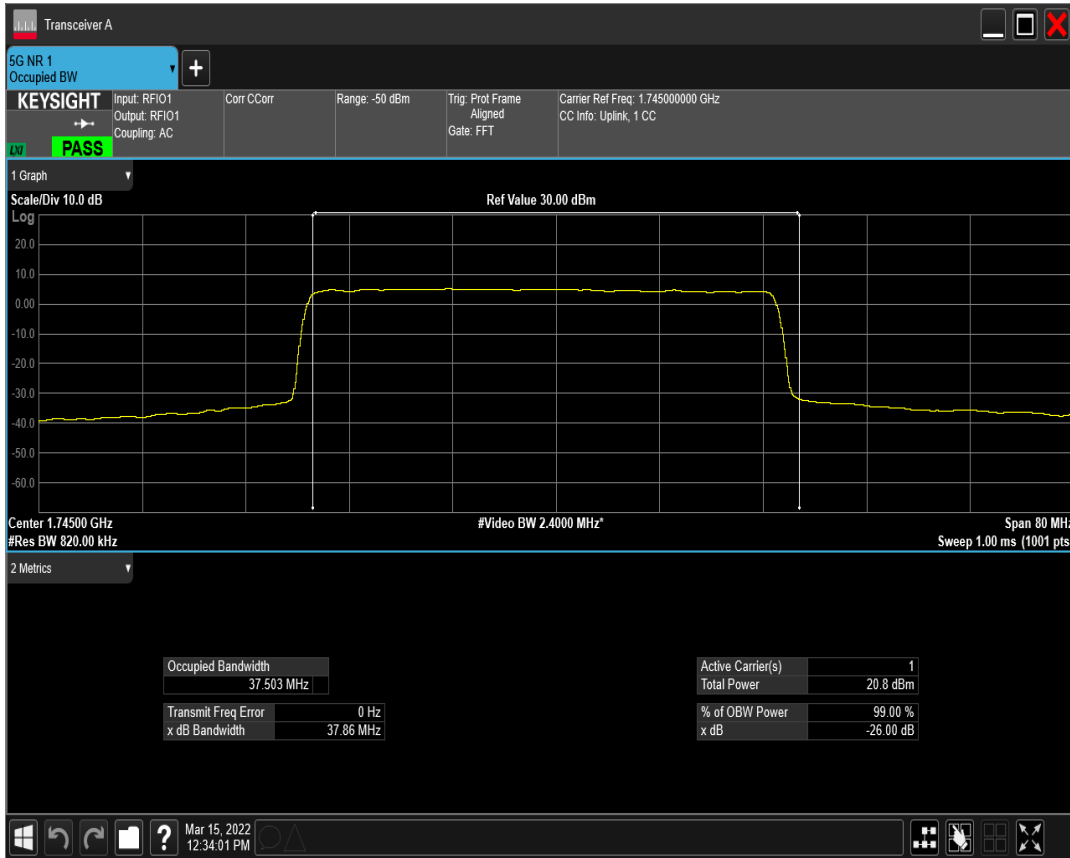 Transceiver A
5G NR 1
Occupied BW
KEYSIGHT
LXI
PASS
Input: RFIO1
Output: RFIO1
Coupling: AC
Corr CCorr
Range: -50 dBm
Trig: Prot Frame
Aligned
Gate: FFT
Carrier Ref Freq: 1.745000000 GHz
CC Info: Uplink, 1 CC
1 Graph
Scale/Div 10.0 dB
Ref Value 30.00 dBm
Log
20.0
10.0
0.00
-10.0
-20.0
-30.0
-40.0
-50.0
-60.0
Center 1.74500 GHz
#Video BW 2.4000 MHz*
Span 80 MHz
#Res BW 820.00 kHz
Sweep 1.00 ms (1001 pts
2 Metrics
Occupied Bandwidth
37.503 MHz
Transmit Freq Error 0 Hz
x dB Bandwidth 37.86 MHz
Active Carrier(s) 1
Total Power 20.8 dBm
% of OBW Power 99.00 %
x dB -26.00 dB
?
Mar 15, 2022
12:34:01 PM